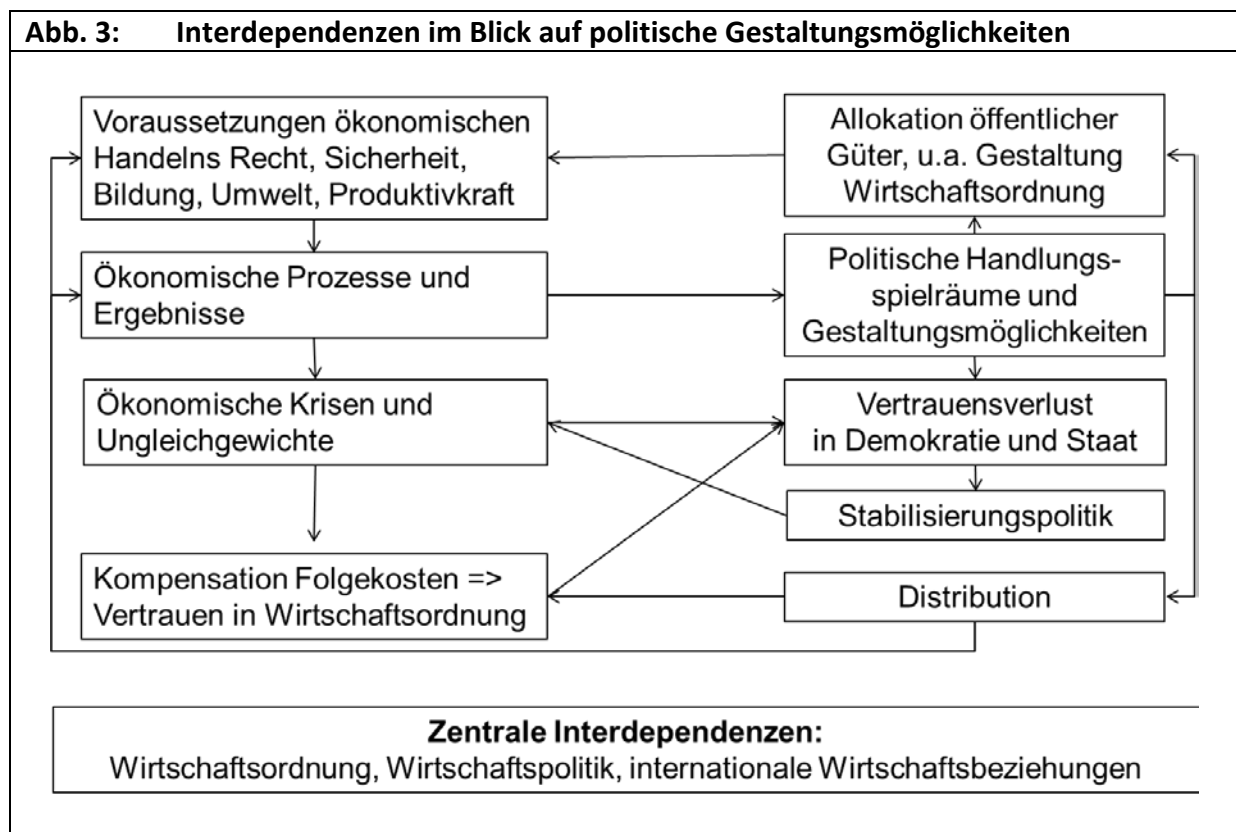 Abb. 3: Interdependenzen im Blick auf politische Gestaltungsmöglichkeiten
Voraussetzungen ökonomischen
Handelns Recht, Sicherheit,
Bildung, Umwelt, Produktivkraft
Allokation öffentlicher
Güter, u.a. Gestaltung
Wirtschaftsordnung
Ökonomische Prozesse und
Ergebnisse
Politische Handlungs-
spielräume und
Gestaltungsmöglichkeiten
Ökonomische Krisen und
Ungleichgewichte
Vertrauensverlust
in Demokratie und Staat
Stabilisierungspolitik
Kompensation Folgekosten =>
Vertrauen in Wirtschaftsordnung
Distribution
Zentrale Interdependenzen:
Wirtschaftsordnung, Wirtschaftspolitik, internationale Wirtschaftsbeziehungen